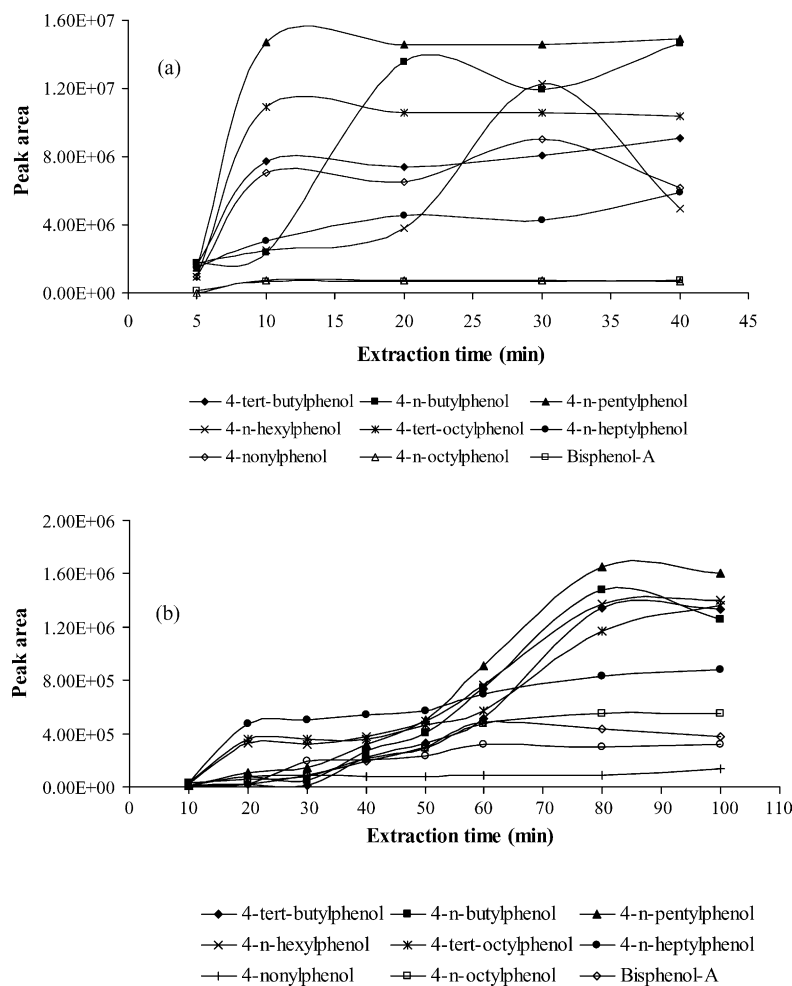 1.60E+07
(a)
1.20E+07
8.00E+06
4.00E+06
0.00E+00
Peak area
0 5 10 15 20 25 30 35 40 45
Extraction time (min)
4-tert-butylphenol 4-n-butylphenol 4-n-pentylphenol
4-n-hexylphenol 4-tert-octylphenol 4-n-heptylphenol
4-nonylphenol 4-n-octylphenol Bisphenol-A
2.00E+06
1.60E+06
(b)
1.20E+06
8.00E+05
4.00E+05
0.00E+00
Peak area
0 10 20 30 40 50 60 70 80 90 100 110
Extraction time (min)
4-tert-butylphenol 4-n-butylphenol 4-n-pentylphenol
4-n-hexylphenol 4-tert-octylphenol 4-n-heptylphenol
4-nonylphenol 4-n-octylphenol Bisphenol-A